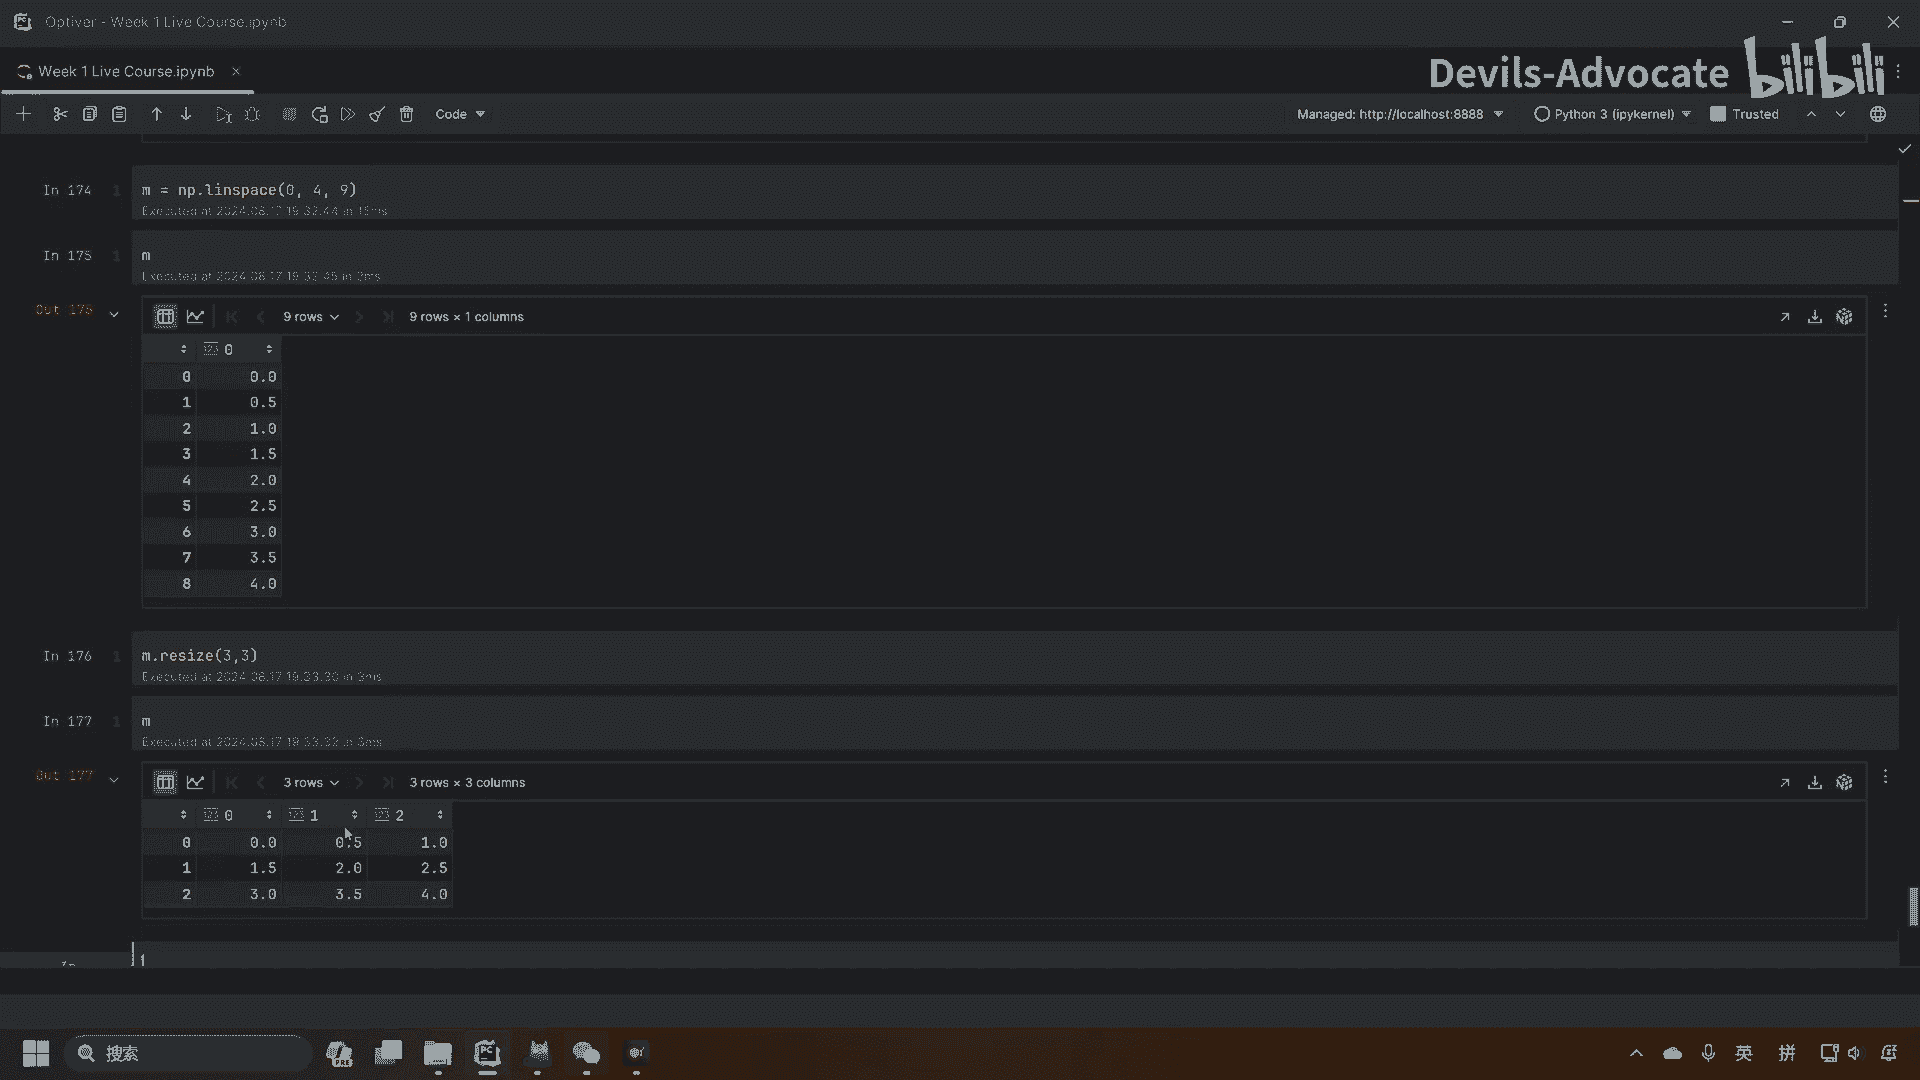 Optiver - Week 1 Live Course.ipynb
Week 1 Live Course.ipynb
Devils-Advocate bilibili
Code
Managed: http://localhost:8888
Python 3 (ipykernel)
Trusted
In 174 1 m = np.linspace(0, 4, 9)
Executed at 2024.08.17 19:32:44 in 15ms
In 175 1 m
Executed at 2024.08.17 19:32:45 in 3ms
Out 175
9 rows 9 rows × 1 columns
123 0
0 0.0
1 0.5
2 1.0
3 1.5
4 2.0
5 2.5
6 3.0
7 3.5
8 4.0
In 176 1 m.resize(3,3)
Executed at 2024.08.17 19:33:30 in 3ms
In 177 1 m
Executed at 2024.08.17 19:33:32 in
Out 177
3 rows 3 rows × 3 columns
123 0 123 1 123 2
0 0.0 0.5 1.0
1 1.5 2.0 2.5
2 3.0 3.5 4.0
搜索
PRE
PC
英
拼